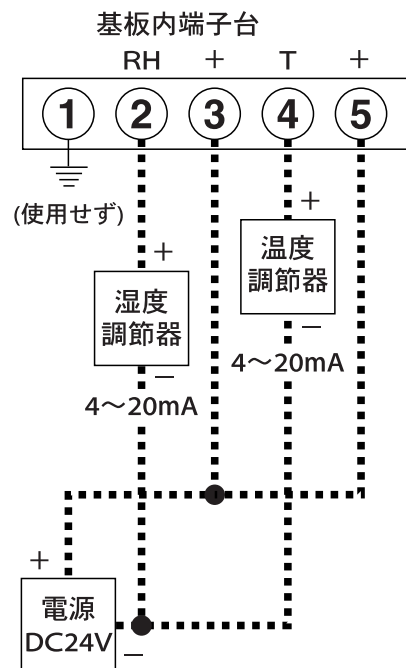 基板内端子台
RH + T +
1 2 3 4 5
(使用せず)
+
温度
調節器
−
4～20mA
+
湿度
調節器
−
4～20mA
+
電源
DC24V
−